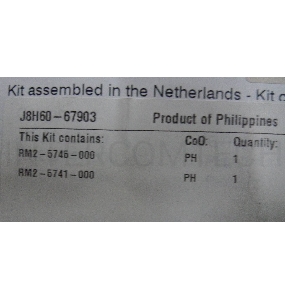 Kit assembled in the Netherlands - Kit
J8H60-67903 Product of Philippines
This Kit contains: CoO: Quantity:
RM2-5745-000 PH 1
RM2-5741-000 PH 1